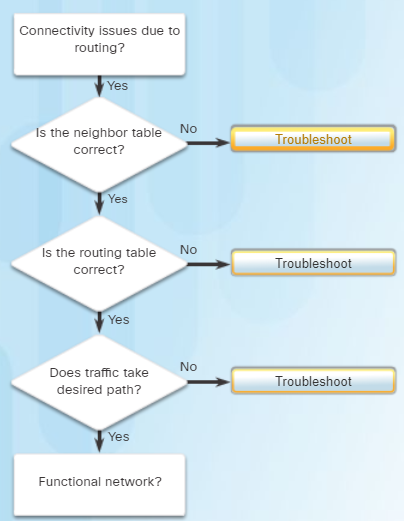 Connectivity issues due to
routing?
Yes
Is the neighbor table
correct?
No
Troubleshoot
Yes
Is the routing table
correct?
No
Troubleshoot
Yes
Does traffic take
desired path?
No
Troubleshoot
Yes
Functional network?